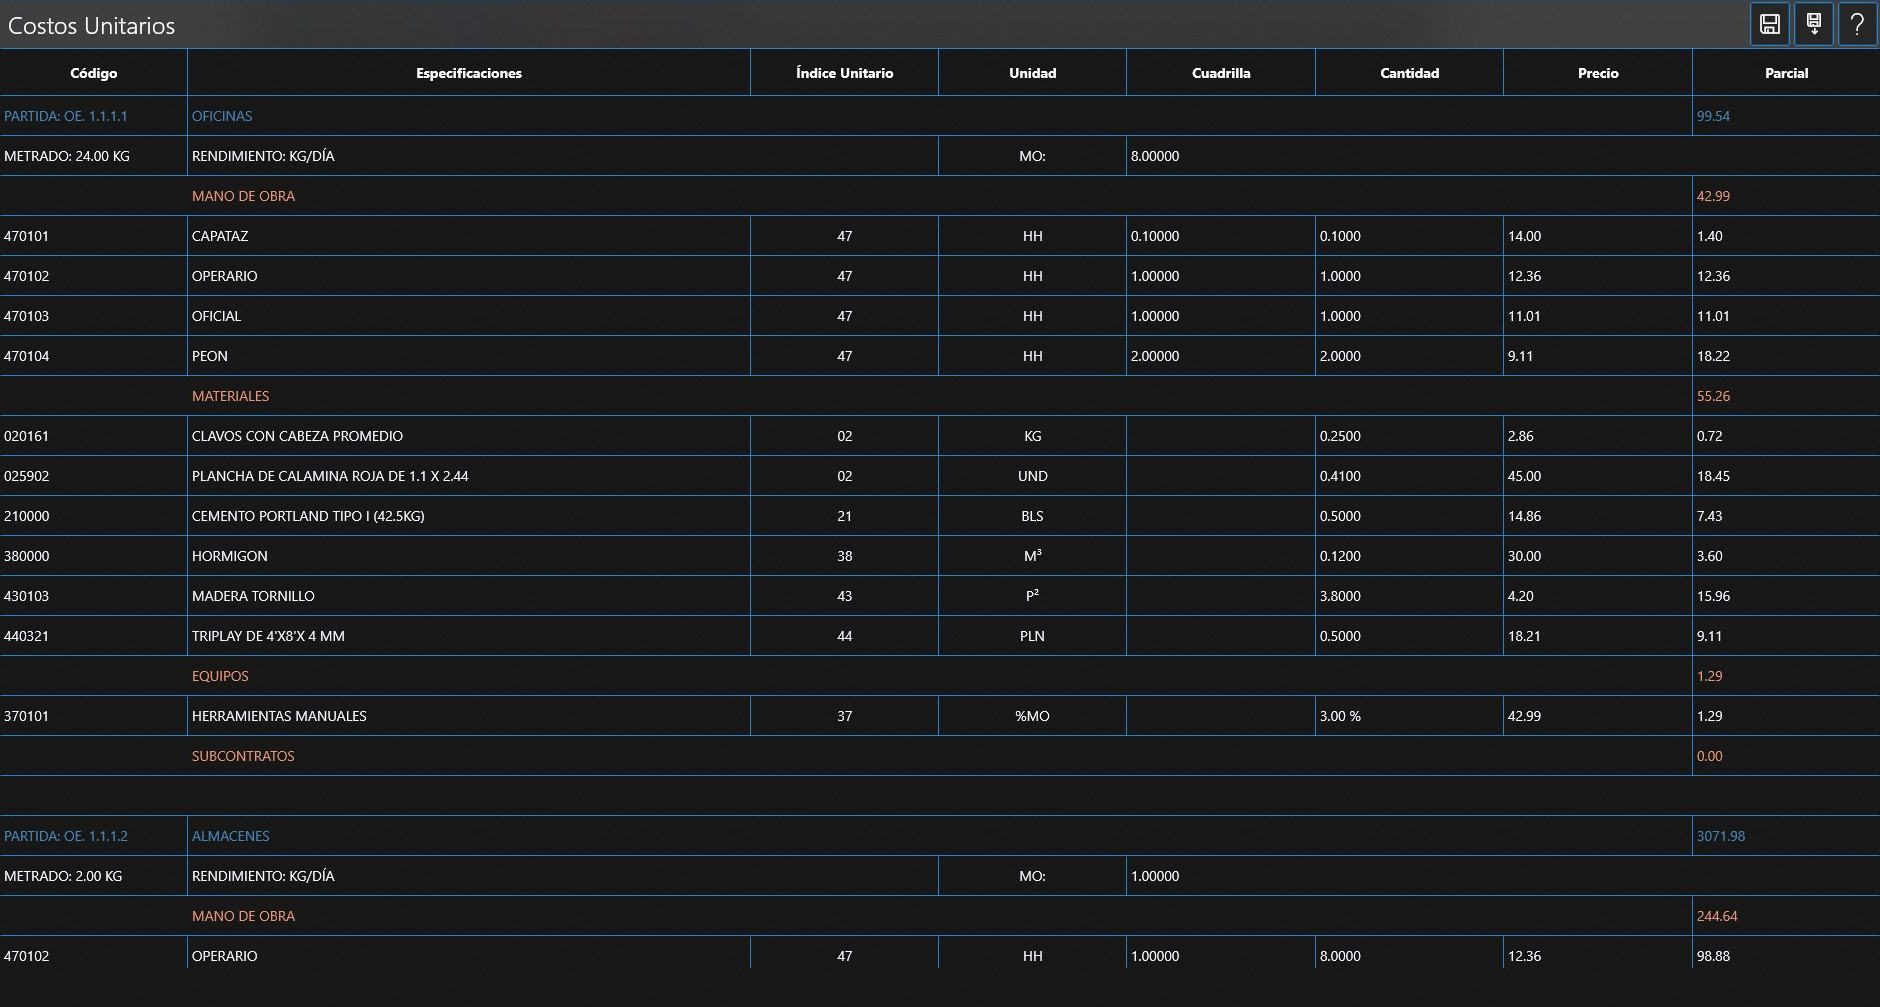 Costos Unitarios
Código Especificaciones Índice Unitario Unidad Cuadrilla Cantidad Precio Parcial
PARTIDA: OE. 1.1.1.1 OFICINAS 99.54
METRADO: 24.00 KG RENDIMIENTO: KG/DÍA MO: 8.00000
MANO DE OBRA 42.99
470101 CAPATAZ 47 HH 0.10000 0.1000 14.00 1.40
470102 OPERARIO 47 HH 1.00000 1.0000 12.36 12.36
470103 OFICIAL 47 HH 1.00000 1.0000 11.01 11.01
470104 PEON 47 HH 2.00000 2.0000 9.11 18.22
MATERIALES 55.26
020161 CLAVOS CON CABEZA PROMEDIO 02 KG 0.2500 2.86 0.72
025902 PLANCHA DE CALAMINA ROJA DE 1.1 X 2.44 02 UND 0.4100 45.00 18.45
210000 CEMENTO PORTLAND TIPO I (42.5KG) 21 BLS 0.5000 14.86 7.43
380000 HORMIGON 38 M³ 0.1200 30.00 3.60
430103 MADERA TORNILLO 43 P² 3.8000 4.20 15.96
440321 TRIPLAY DE 4'X8'X 4 MM 44 PLN 0.5000 18.21 9.11
EQUIPOS 1.29
370101 HERRAMIENTAS MANUALES 37 %MO 3.00 % 42.99 1.29
SUBCONTRATOS 0.00
PARTIDA: OE. 1.1.1.2 ALMACENES 3071.98
METRADO: 2.00 KG RENDIMIENTO: KG/DÍA MO: 1.00000
MANO DE OBRA 244.64
470102 OPERARIO 47 HH 1.00000 8.0000 12.36 98.88